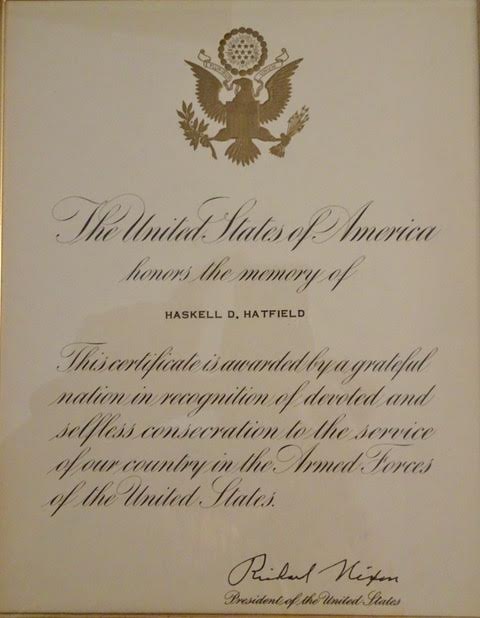 The United States of America
honors the memory of
HASKELL D. HATFIELD
This certificate is awarded by a grateful
nation in recognition of devoted and
selfless consecration to the service
of our country in the Armed Forces
of the United States.
Richard Nixon
President of the United States